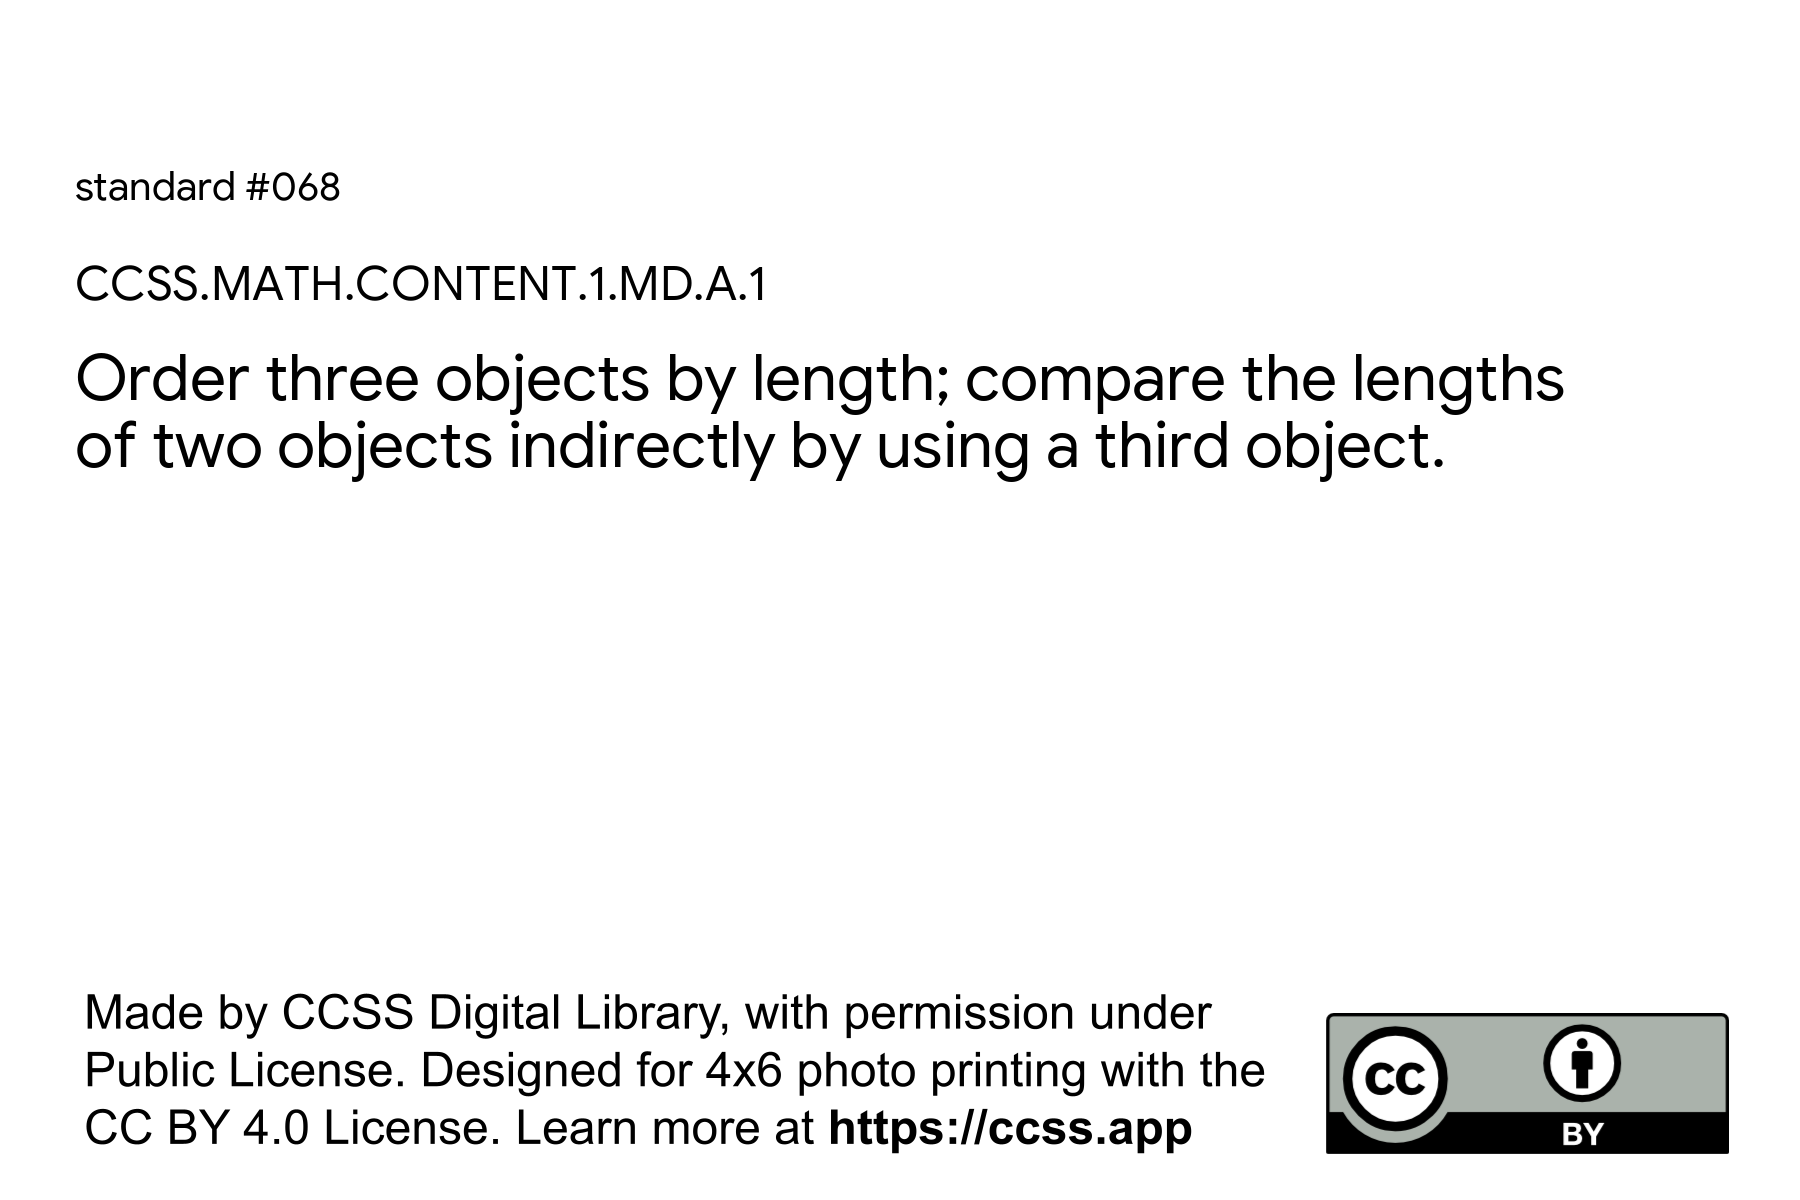 standard #068
CCSS.MATH.CONTENT.1.MD.A.1
Order three objects by length; compare the lengths
of two objects indirectly by using a third object.
Made by CCSS Digital Library, with permission under
Public License. Designed for 4x6 photo printing with the
CC BY 4.0 License. Learn more at https://ccss.app
CC
BY